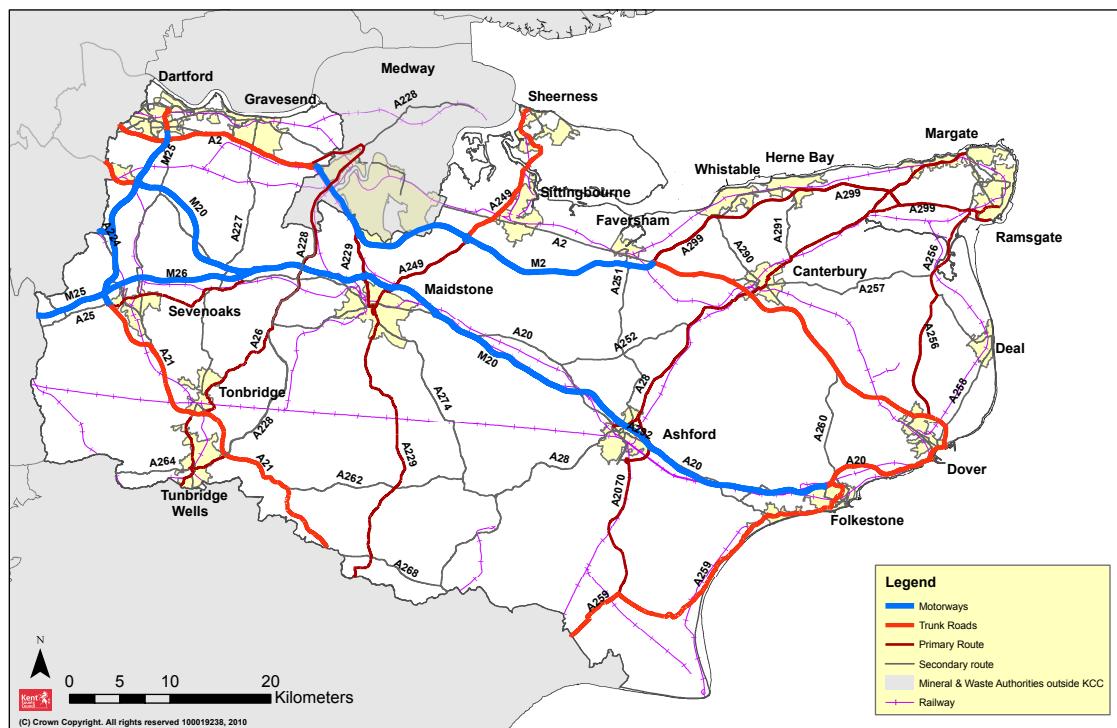 Dartford
Medway
Gravesend
A228
Sheerness
Margate
A2
M25
Herne Bay
Whistable
M20
A249
Sittingbourne
A299
A299
A227
Faversham
A291
Ramsgate
A228
A2
A299
A224
A229
A290
A256
A249
M2
A251
Canterbury
M26
M25
Maidstone
A257
A25
Sevenoaks
A20
A252
A26
A256
Deal
A21
M20
A28
Tonbridge
A274
A258
A228
A292
Ashford
A260
A264
A21
A229
A28
A20
A20
Dover
Tunbridge
Wells
A262
A2070
Folkestone
A268
A259
A259
Legend
Motorways
Trunk Roads
Primary Route
Secondary route
Mineral & Waste Authorities outside KCC
Railway
N
0 5 10 20
Kilometers
Kent
County
Council
(C) Crown Copyright. All rights reserved 100019238, 2010